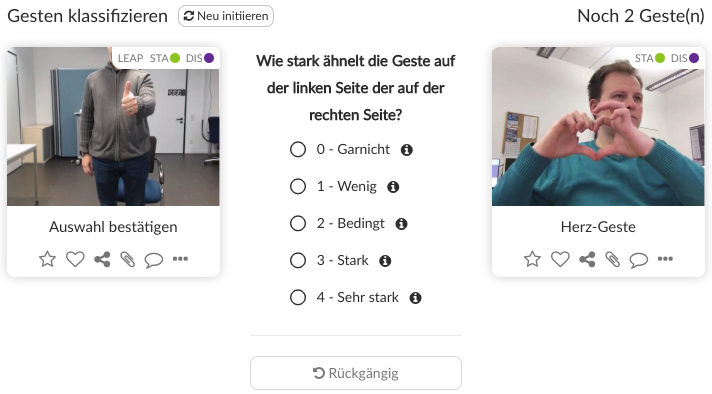 Gesten klassifizieren
Neu initiieren
Noch 2 Geste(n)
LEAP STA DIS
Auswahl bestätigen
Wie stark ähnelt die Geste auf
der linken Seite der auf der
rechten Seite?
0 - Garnicht
1 - Wenig
2 - Bedingt
3 - Stark
4 - Sehr stark
Rückgängig
STA DIS
Herz-Geste